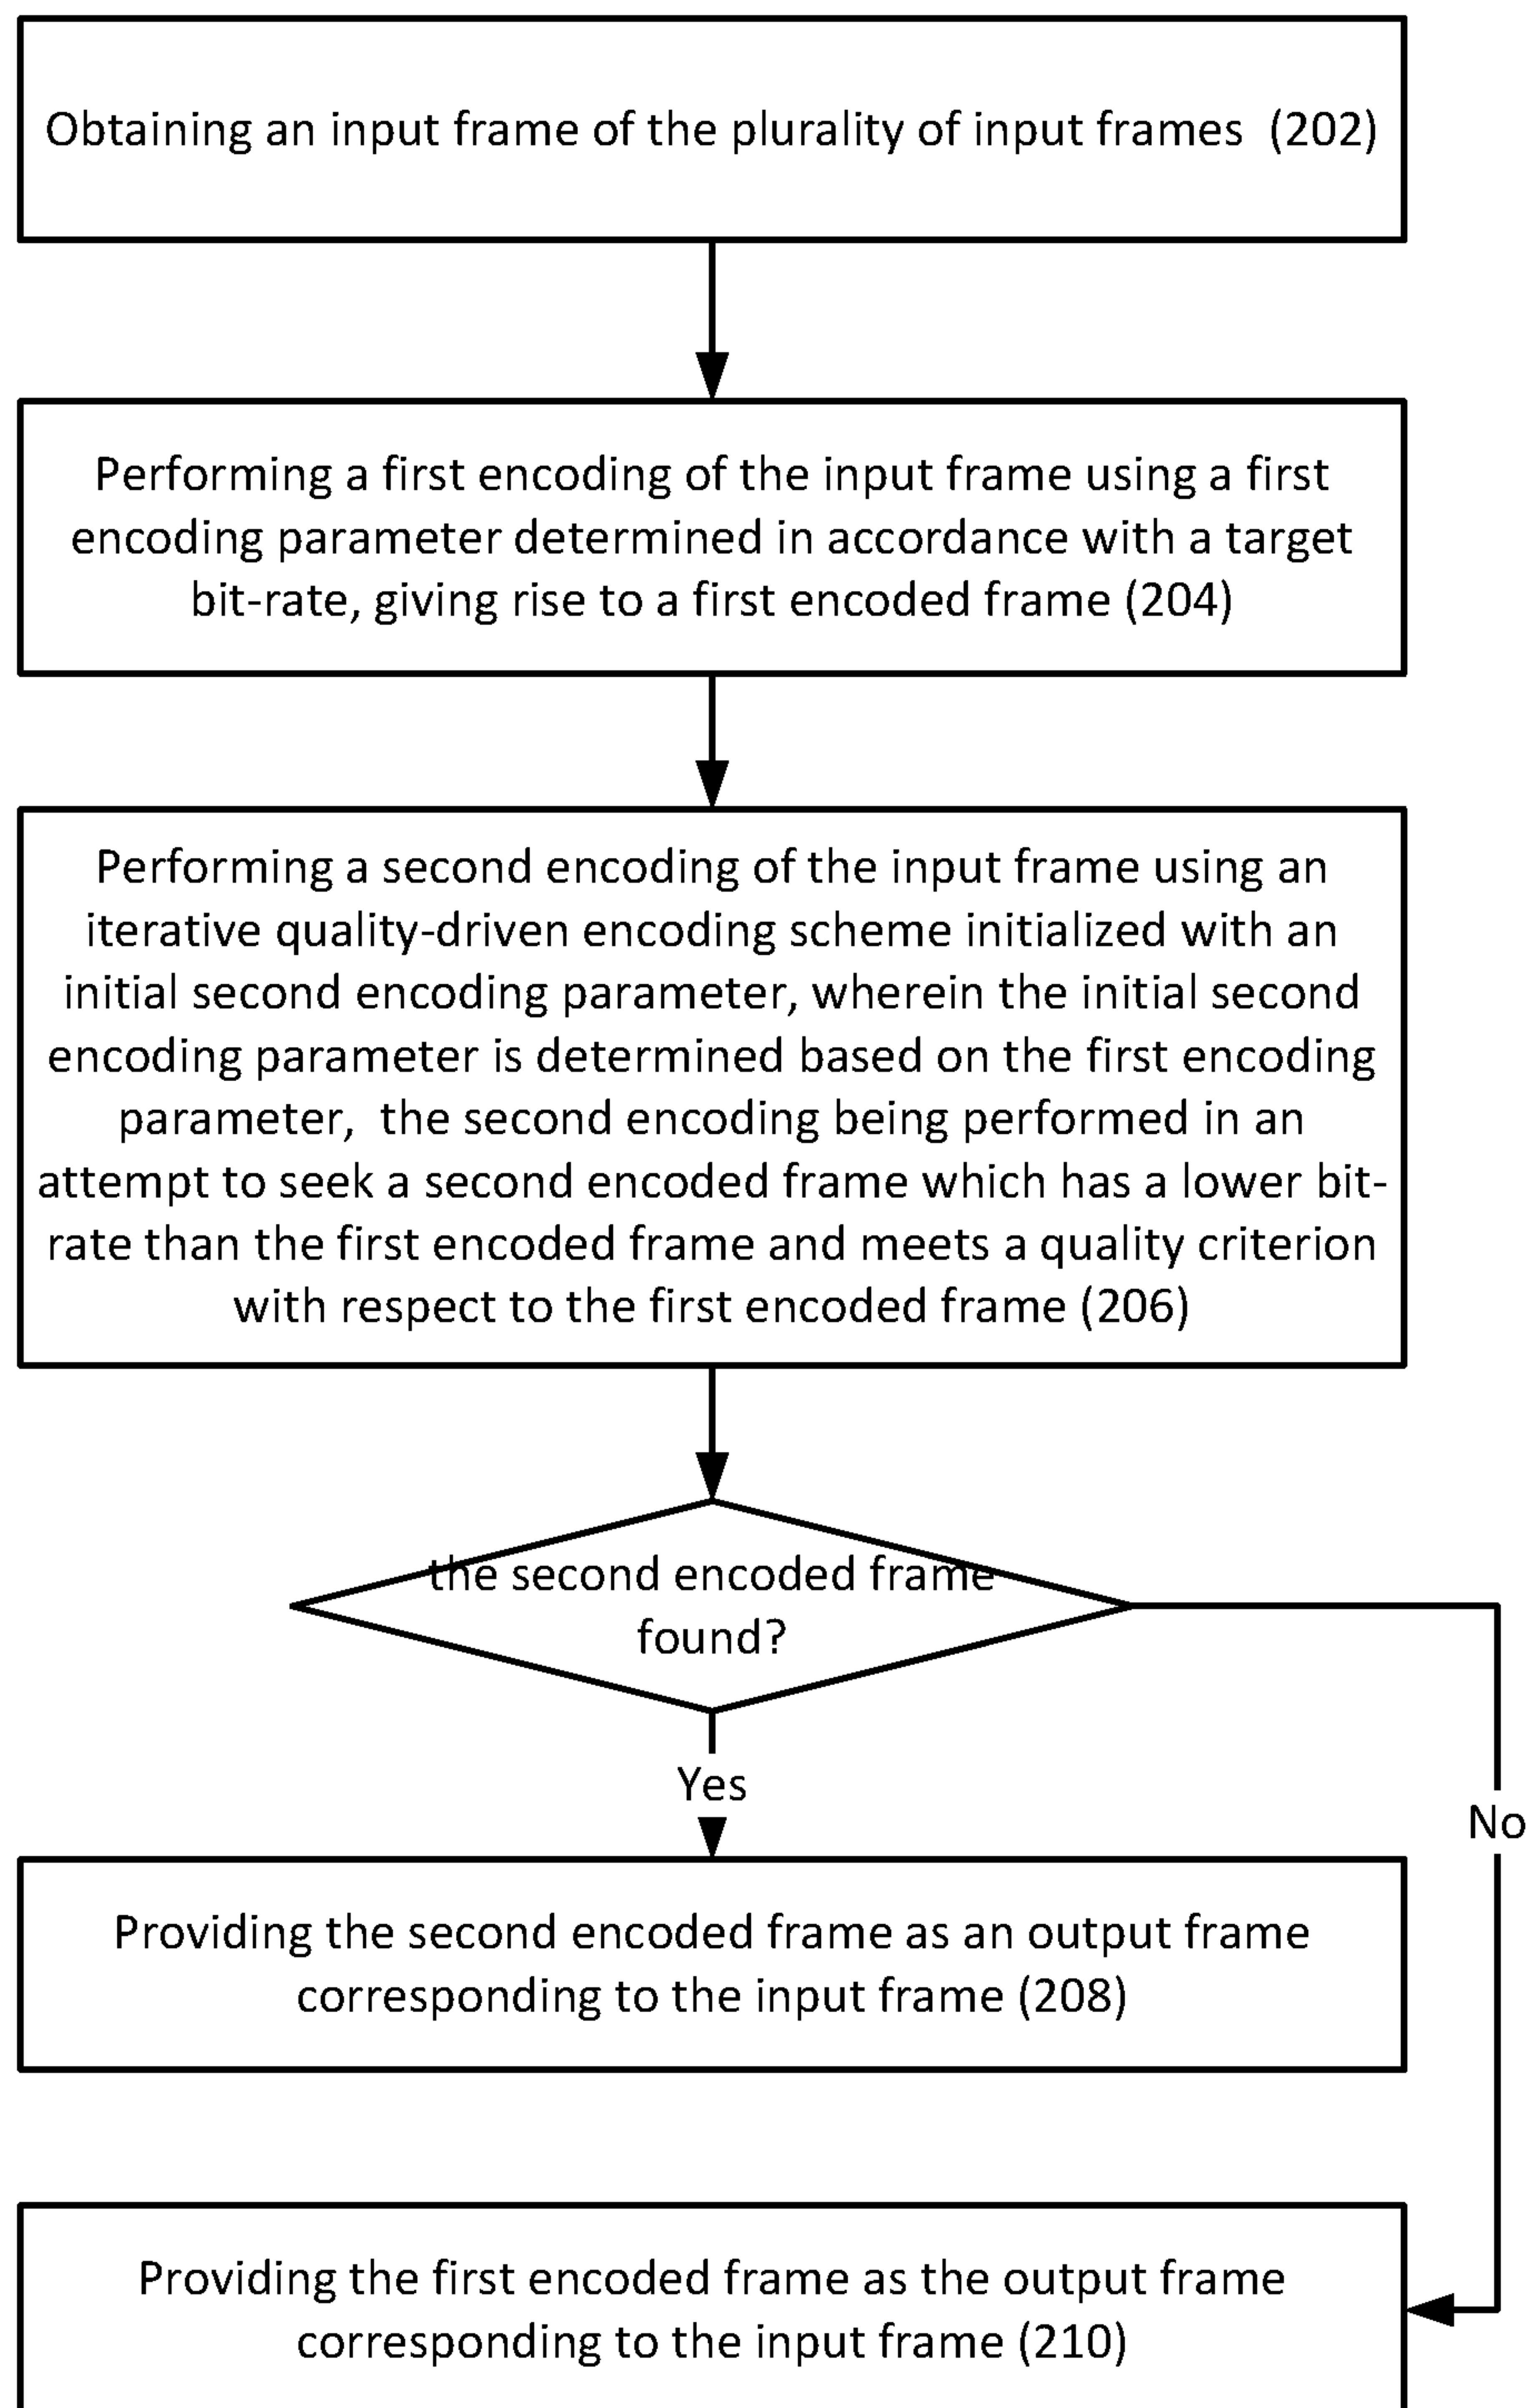 Obtaining an input frame of the plurality of input frames  (202)
Performing a first encoding of the input frame using a first
encoding parameter determined in accordance with a target
bit-rate, giving rise to a first encoded frame (204)
Performing a second encoding of the input frame using an
iterative quality-driven encoding scheme initialized with an
initial second encoding parameter, wherein the initial second
encoding parameter is determined based on the first encoding
parameter,  the second encoding being performed in an
attempt to seek a second encoded frame which has a lower bit-
rate than the first encoded frame and meets a quality criterion
with respect to the first encoded frame (206)
the second encoded frame
found?
Yes
No
Providing the second encoded frame as an output frame
corresponding to the input frame (208)
Providing the first encoded frame as the output frame
corresponding to the input frame (210)